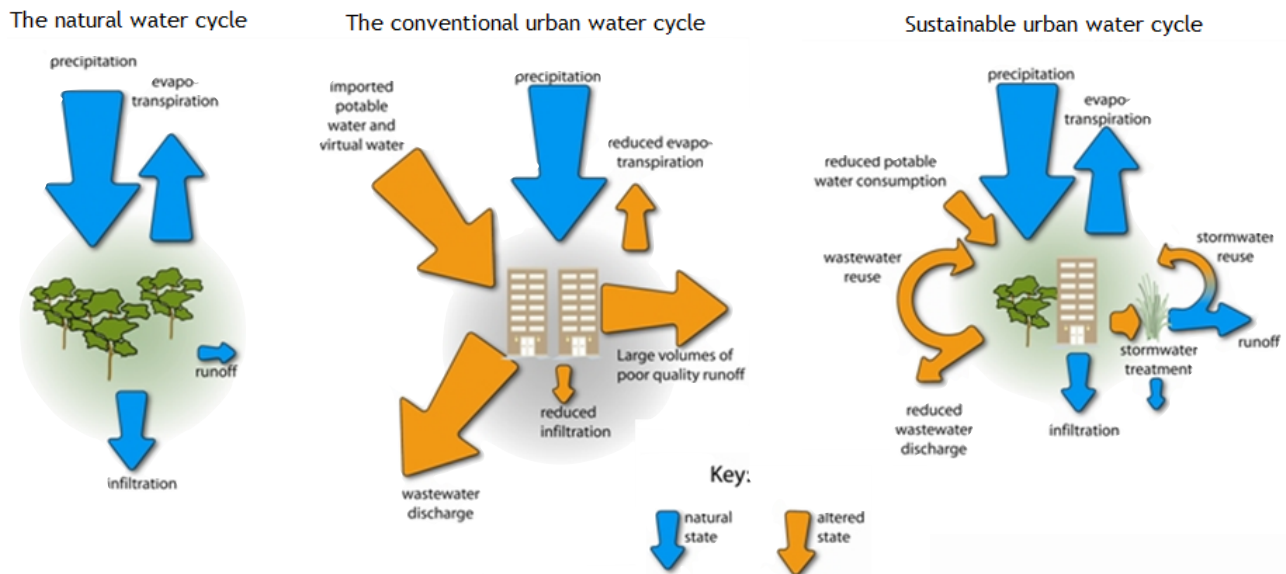 The natural water cycle
precipitation
evapo-
transpiration
runoff
infiltration
The conventional urban water cycle
imported
potable
water and
virtual water
precipitation
reduced evapo-
transpiration
Large volumes of
poor quality runoff
reduced
infiltration
wastewater
discharge
Key:
natural
state
altered
state
Sustainable urban water cycle
precipitation
evapo-
transpiration
reduced potable
water consumption
wastewater
reuse
stormwater
reuse
runoff
stormwater
treatment
reduced
wastewater
discharge
infiltration